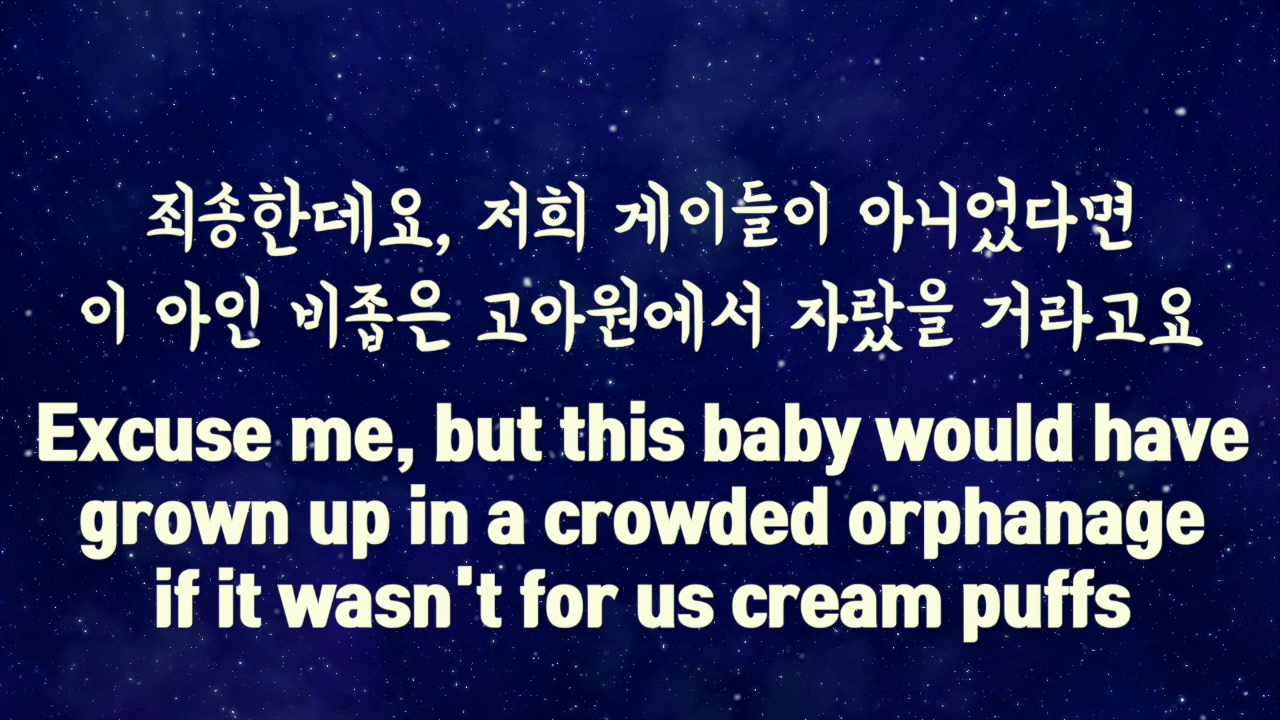 죄송한데요, 저희 게이들이 아니었다면
이 아인 비좁은 고아원에서 자랐을 거라고요
Excuse me, but this baby would have
grown up in a crowded orphanage
if it wasn't for us cream puffs